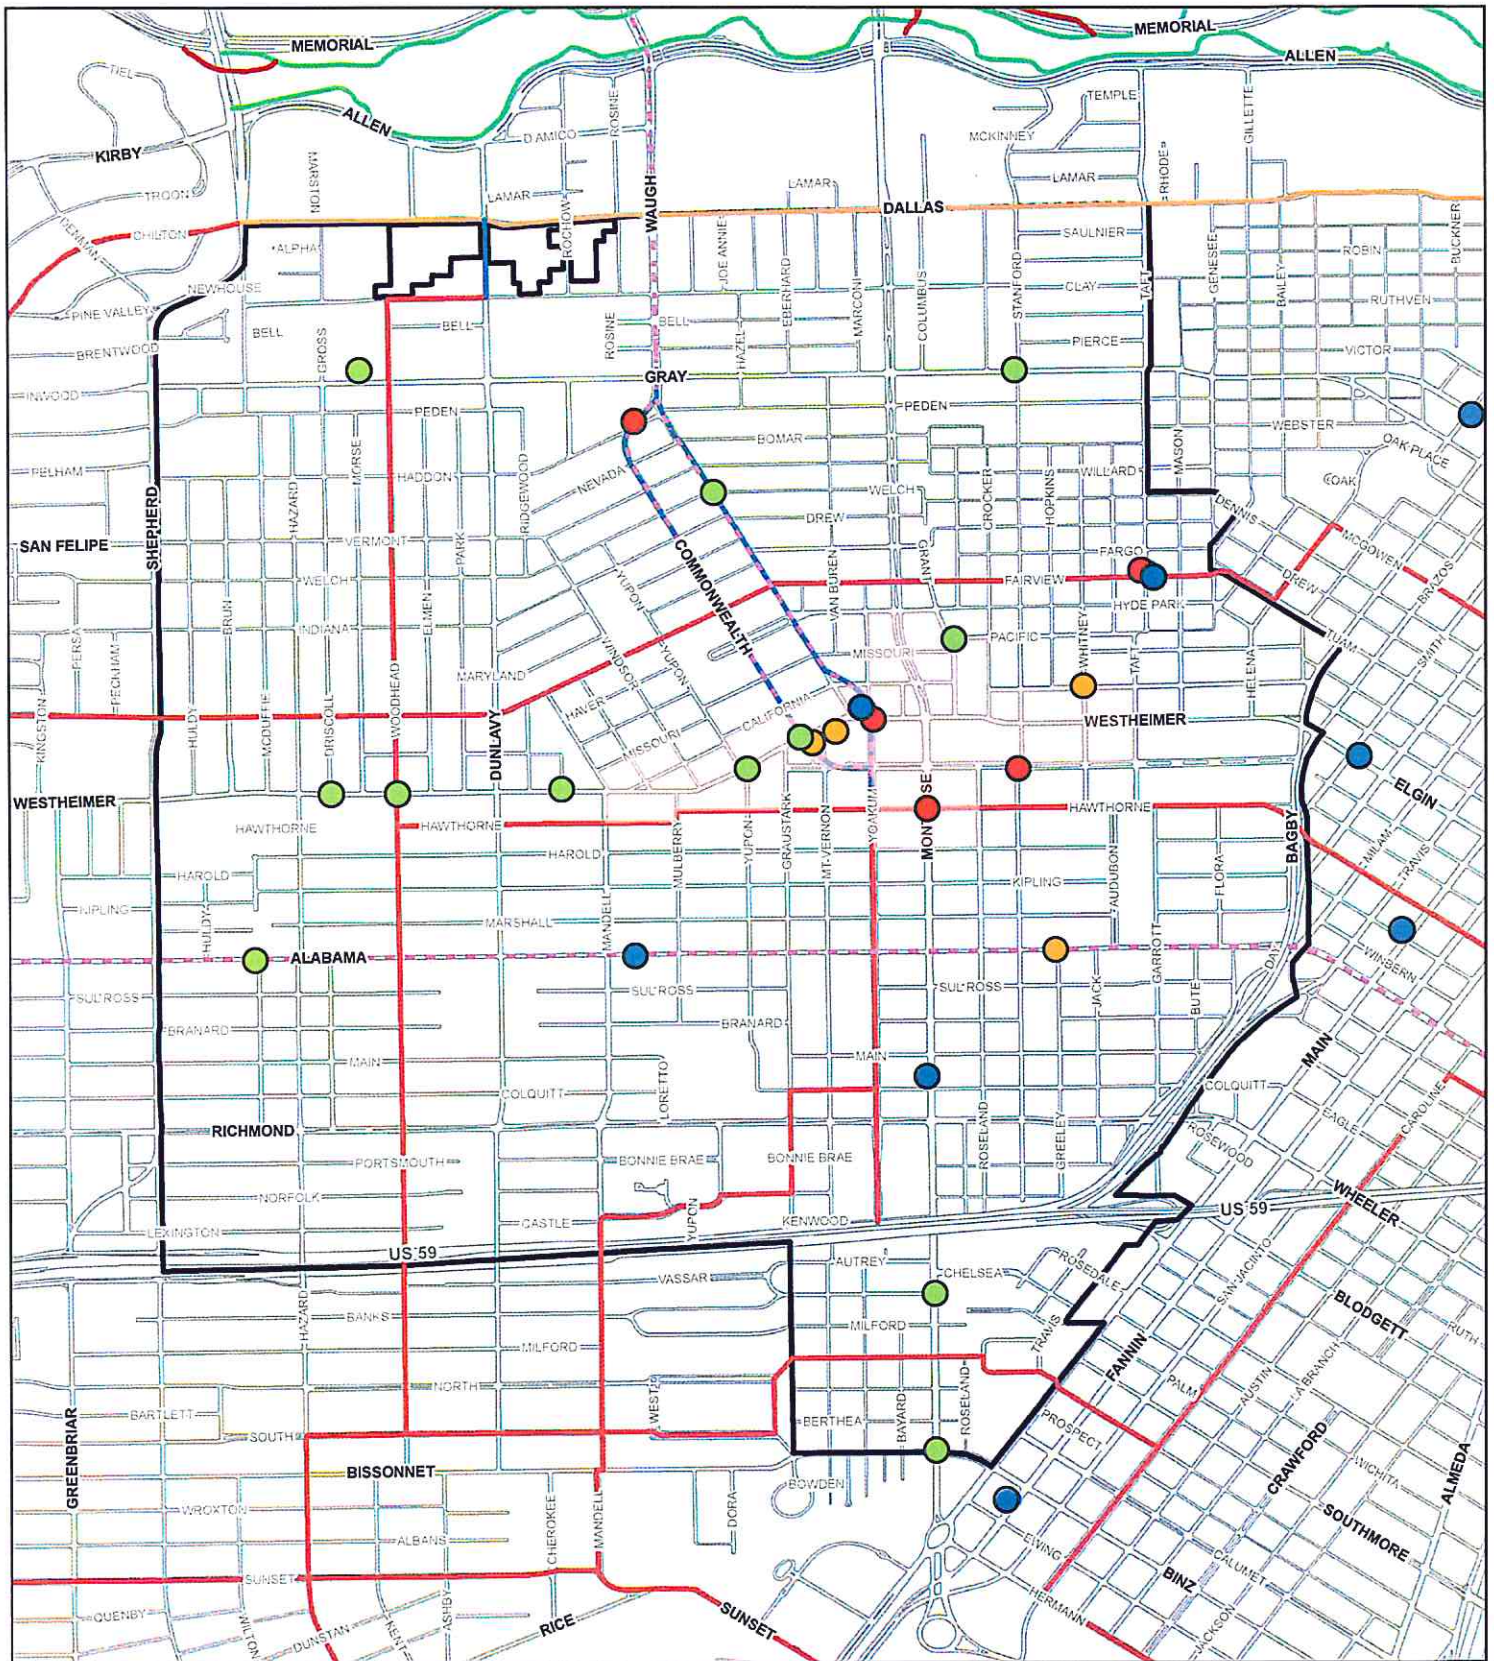 MEMORIAL
MEMORIAL
ALLEN
TIEL
TEMPLE
GILLETTE
ALLEN
ROSINE
D'AMICO
MCKINNEY
KIRBY
MARSTON
RHODE
TROON
LAMAR
WAUGH
LAMAR
LAMAR
DALLAS
BUCKNER
CHILTON
ALPHA
ROCHOW
JOE ANNIE
SAULNIER
ROBIN
GENESEE
NEWHOUSE
EBERHARD
MARCONI
COLUMBUS
STANFORD
CLAY
TAFT
BAILEY
RUTHVEN
PINE VALLEY
BELL
BELL
ROSINE
BELL
HAZEL
PIERCE
BRENTWOOD
GROSS
VICTOR
INWOOD
GRAY
PEDEN
PEDEN
WEBSTER
BOMAR
MASON
OAK PLACE
PELHAM
MORSE
HADDON
RIDGEWOOD
NEVADA
WILLARD
OAK
SHEPHERD
HAZARD
WELCH
CROCKER
HOPKINS
DENNIS
DREW
SAN FELIPE
VERMONT
PARK
COMMONWEALTH
GRANT
FARGO
MCGOWEN
WELCH
YUPON
VAN BUREN
FAIRVIEW
DREW
BRAZOS
HYDE PARK
PERSA
BRUN
INDIANA
ELMEN
WINDSOR
YUPON
PACIFIC
WHITNEY
TUAM
SMITH
PECKHAM
MARYLAND
MISSOURI
TAFT
HELENA
KINGSTON
HULDY
MCDUFFIE
DRISCOLL
WOODHEAD
DUNLAVY
HAVER
CALIFORNIA
WESTHEIMER
MISSOURI
WESTHEIMER
ELGIN
HAWTHORNE
HAWTHORNE
HAWTHORNE
HAROLD
MULBERRY
YUPON
GRAUSTARK
MT VERNON
YOAKUM
BAGBY
MILAM
TRAVIS
HAROLD
KIPLING
AUDUBON
FLORA
KIPLING
HULDY
MARSHALL
MANDELL
ALABAMA
GARROTT
DAY
WINBERN
SUL ROSS
SUL ROSS
SUL ROSS
JACK
BUTE
BRANARD
BRANARD
MAIN
MAIN
MAIN
COLQUITT
LORETTO
COLQUITT
RICHMOND
ROSELAND
GREELEY
EAGLE
CAROLINE
ROSEWOOD
PORTSMOUTH
BONNIE BRAE
BONNIE BRAE
NORFOLK
YUPON
WHEELER
LEXINGTON
CASTLE
KENWOOD
US 59
US 59
AUTREY
VASSAR
CHELSEA
ROSEDALE
SAN JACINTO
HAZARD
BANKS
BLODGETT
MILFORD
MILFORD
TRAVIS
RUTH
FANNIN
NORTH
WEST
ROSELAND
PALM
AUSTIN
LA BRANCH
BARTLETT
BERTHEA
BAYARD
PROSPECT
SOUTH
GREENBRIAR
BISSONNET
CRAWFORD
WICHITA
ALMEDA
BOWDEN
WROXTON
CHEROKEE
MANDELL
DORA
SOUTHMORE
ALBANS
EWING
CALUMET
SUNSET
BINZ
QUENBY
ASHBY
HERMANN
WILTON
DUNSTAN
KENT
RICE
SUNSET
JACKSON